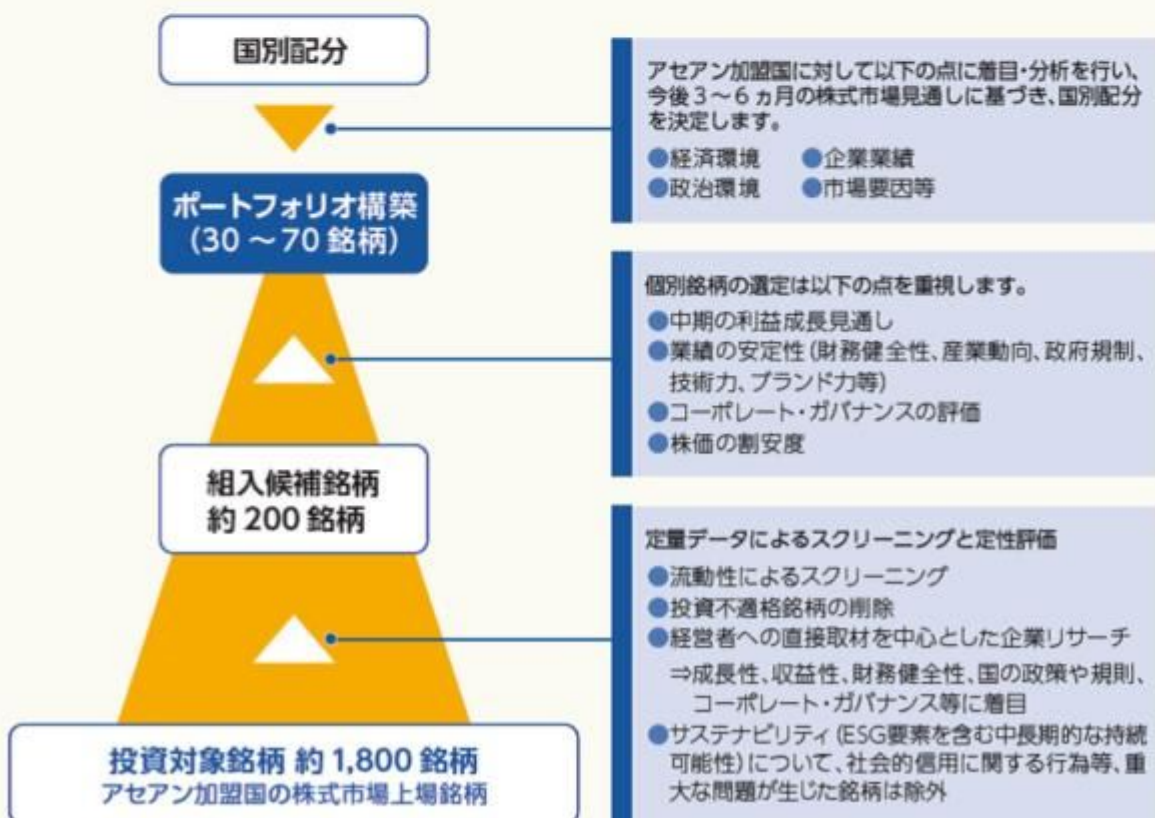 国別配分
アセアン加盟国に対して以下の点に着目・分析を行い、
今後3～6ヵ月の株式市場見通しに基づき、国別配分
を決定します。
●経済環境 ●企業業績
●政治環境 ●市場要因等
ポートフォリオ構築
(30～70銘柄)
個別銘柄の選定は以下の点を重視します。
●中期の利益成長見通し
●業績の安定性(財務健全性、産業動向、政府規制、
技術力、ブランド力等)
●コーポレート・ガバナンスの評価
●株価の割安度
組入候補銘柄
約200銘柄
定量データによるスクリーニングと定性評価
●流動性によるスクリーニング
●投資不適格銘柄の削除
●経営者への直接取材を中心とした企業リサーチ
⇒成長性、収益性、財務健全性、国の政策や規則、
コーポレート・ガバナンス等に着目
●サステナビリティ(ESG要素を含む中長期的な持続
可能性)について、社会的信用に関する行為等、重
大な問題が生じた銘柄は除外
投資対象銘柄 約1,800銘柄
アセアン加盟国の株式市場上場銘柄